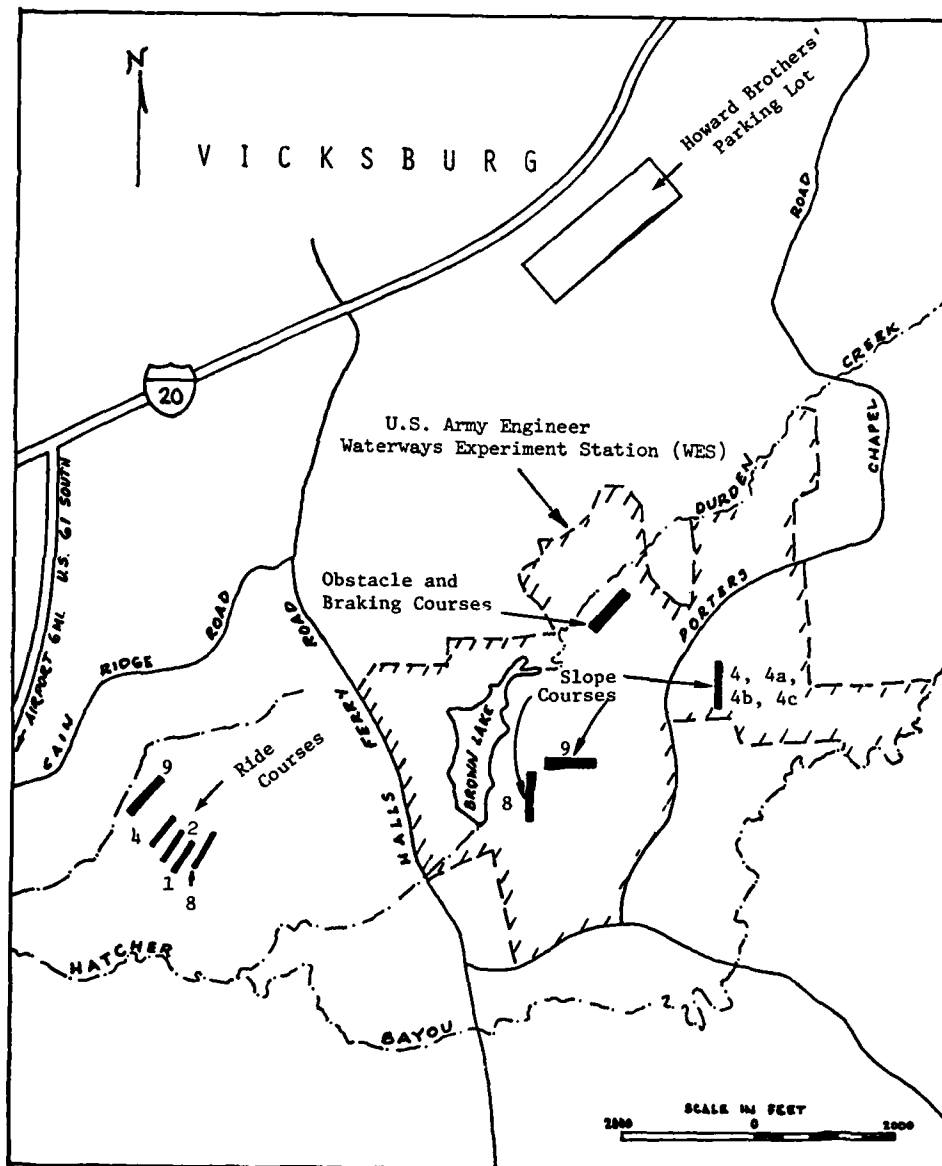 N
VICKSBURG
Howard Brothers'
Parking Lot
ROAD
20
CREEK
DURDEN
CHAPEL
PORTERS
U.S. Army Engineer
Waterways Experiment Station (WES)
AIRPORT 6 MI. U.S. 61 SOUTH
Obstacle and
Braking Courses
FAIN RIDGE ROAD
HALLS FERRY ROAD
BROWN LAKE
Slope
Courses
4, 4a,
4b, 4c
9
8
Ride
Courses
9
4
2
1
8
HATCHER
BAYOU
SCALE IN FEET
2000 0 2000